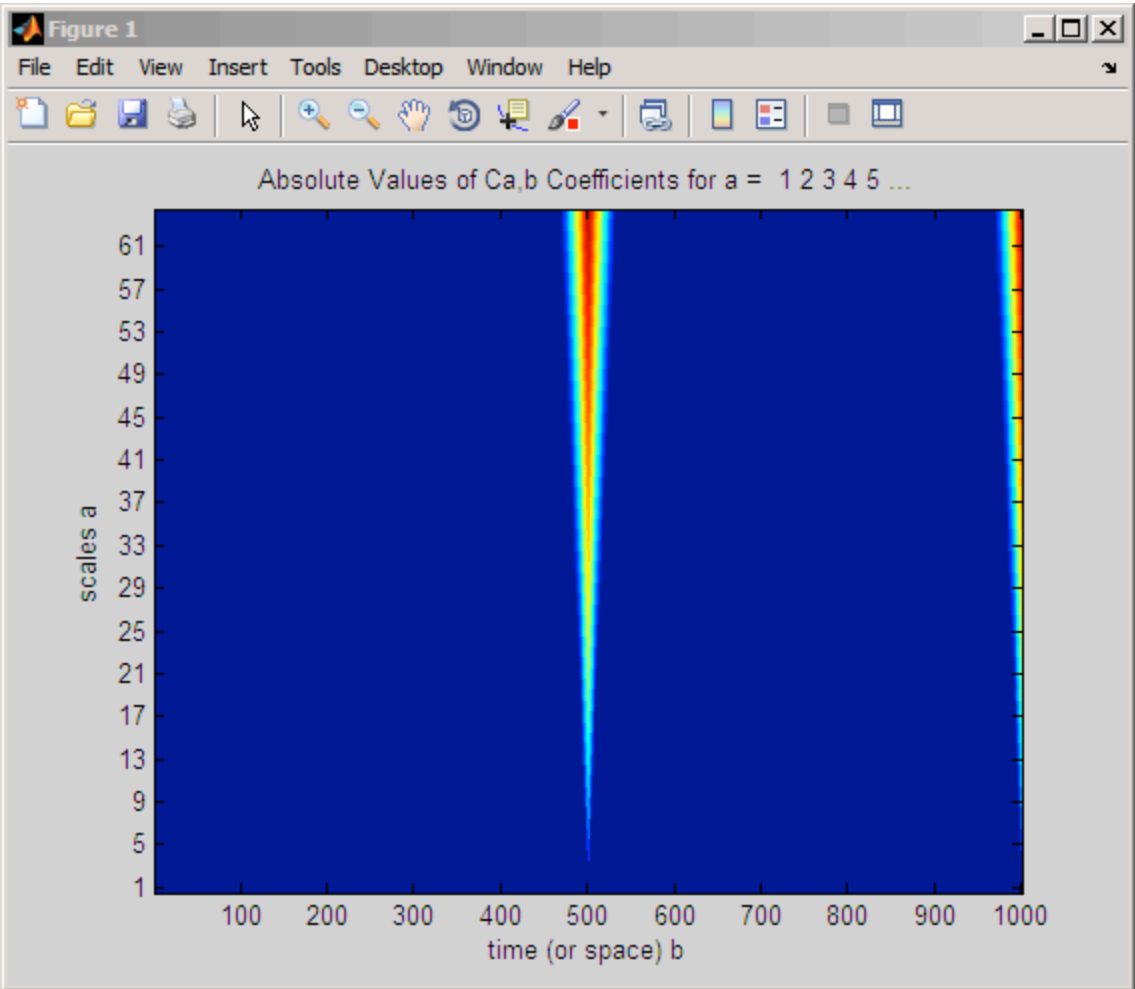 Figure 1
File Edit View Insert Tools Desktop Window Help
Absolute Values of Ca,b Coefficients for a = 1 2 3 4 5 ...
61
57
53
49
45
41
37
33
29
25
21
17
13
9
5
1
scales a
100 200 300 400 500 600 700 800 900 1000
time (or space) b